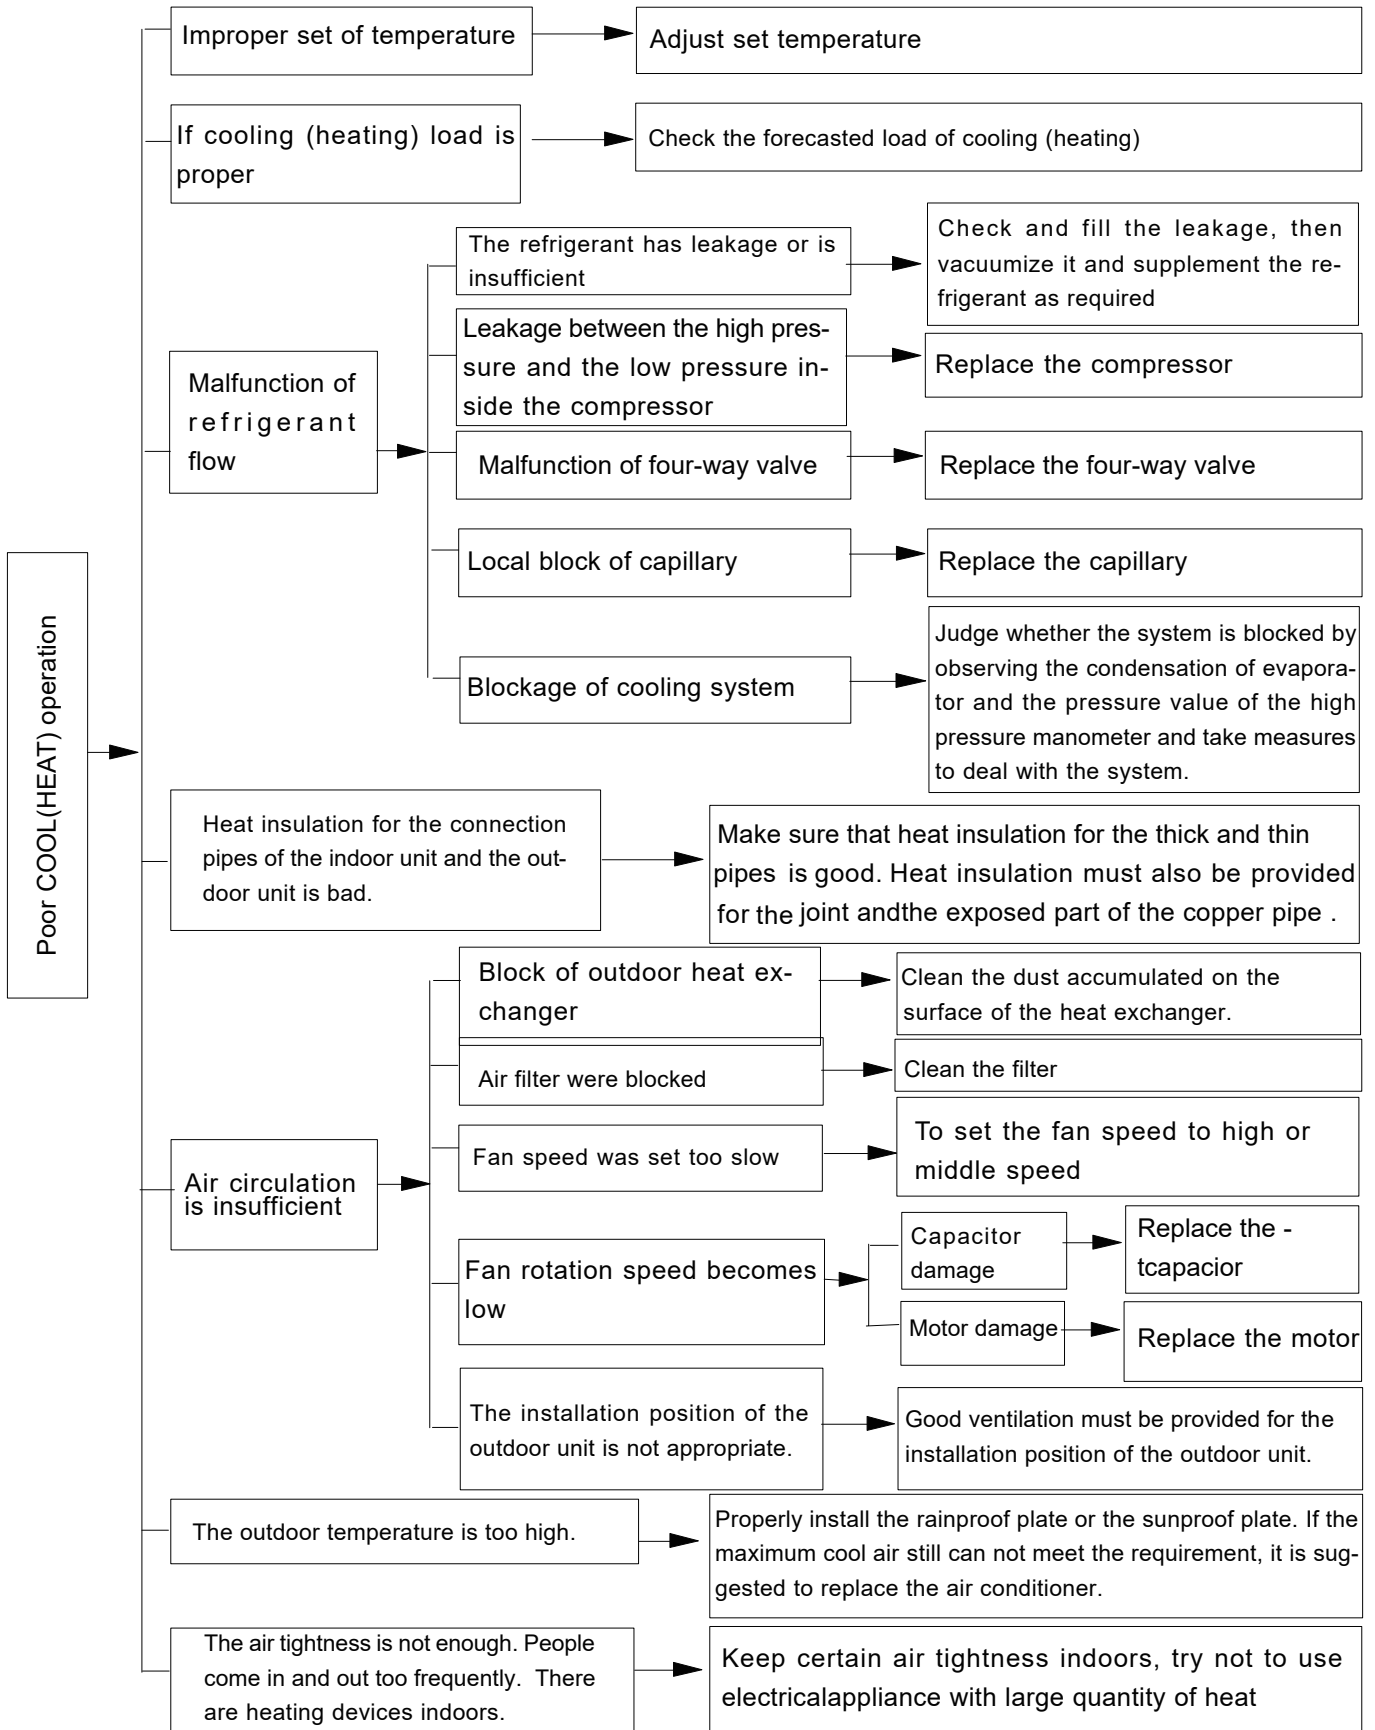 Improper set of temperature
Adjust set temperature
If cooling (heating) load is
proper
Check the forecasted load of cooling (heating)
Malfunction of
refrigerant
flow
The refrigerant has leakage or is
insufficient
Check and fill the leakage, then
vacuumize it and supplement the re-
frigerant as required
Leakage between the high pres-
sure and the low pressure in-
side the compressor
Replace the compressor
Malfunction of four-way valve
Replace the four-way valve
Local block of capillary
Replace the capillary
Blockage of cooling system
Judge whether the system is blocked by
observing the condensation of evapora-
tor and the pressure value of the high
pressure manometer and take measures
to deal with the system.
Poor COOL(HEAT) operation
Heat insulation for the connection
pipes of the indoor unit and the out-
door unit is bad.
Make sure that heat insulation for the thick and thin
pipes is good. Heat insulation must also be provided
for the joint andthe exposed part of the copper pipe .
Air circulation
is insufficient
Block of outdoor heat ex-
changer
Clean the dust accumulated on the
surface of the heat exchanger.
Air filter were blocked
Clean the filter
Fan speed was set too slow
To set the fan speed to high or
middle speed
Fan rotation speed becomes
low
Capacitor
damage
Replace the -
tcapacior
Motor damage
Replace the motor
The installation position of the
outdoor unit is not appropriate.
Good ventilation must be provided for the
installation position of the outdoor unit.
The outdoor temperature is too high.
Properly install the rainproof plate or the sunproof plate. If the
maximum cool air still can not meet the requirement, it is sug-
gested to replace the air conditioner.
The air tightness is not enough. People
come in and out too frequently. There
are heating devices indoors.
Keep certain air tightness indoors, try not to use
electricalappliance with large quantity of heat